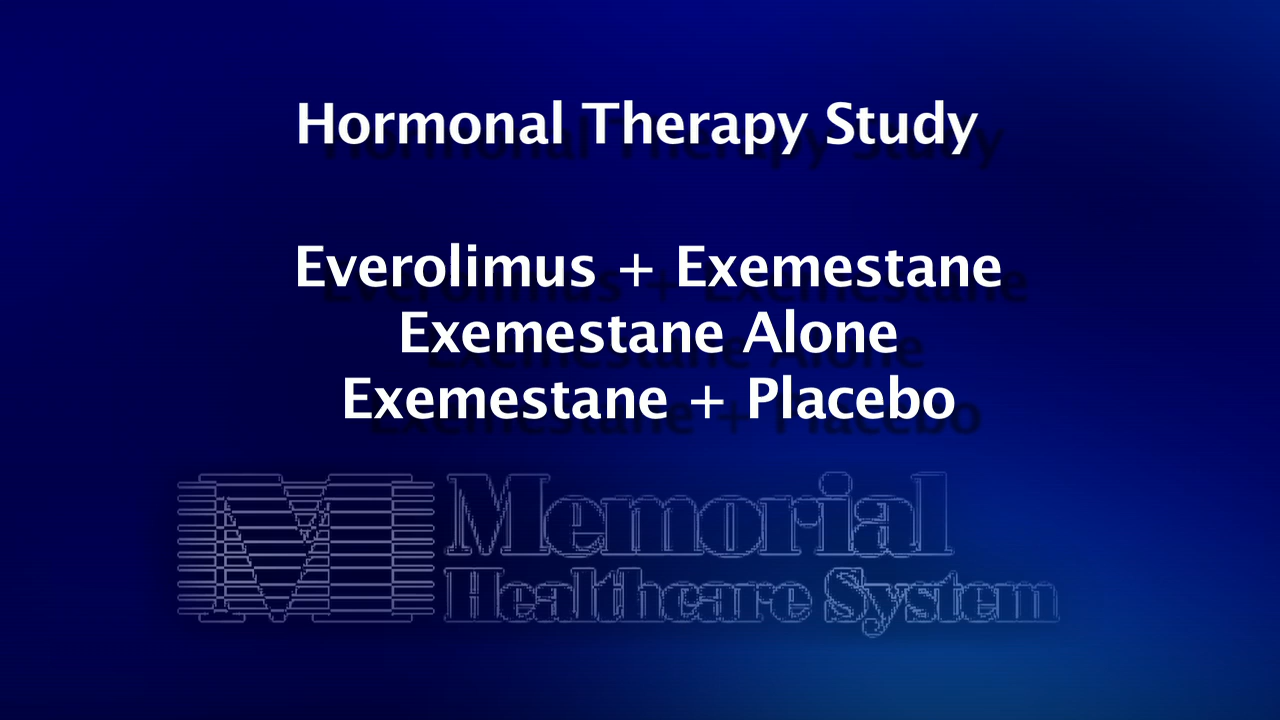 Hormonal Therapy Study
Everolimus + Exemestane
Exemestane Alone
Exemestane + Placebo
Memorial
Healthcare System